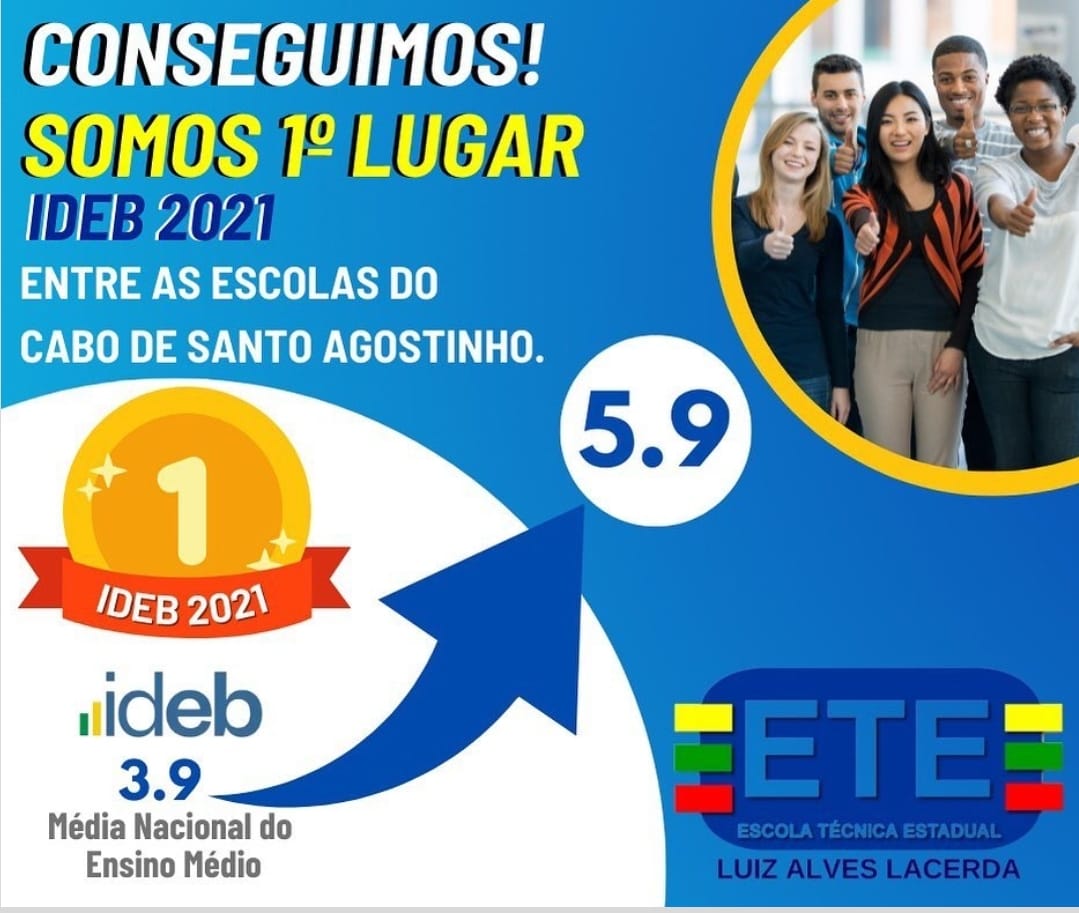 CONSEGUIMOS!
SOMOS 1º LUGAR
IDEB 2021
ENTRE AS ESCOLAS DO
CABO DE SANTO AGOSTINHO.
5.9
1
IDEB 2021
ideb
3.9
Média Nacional do
Ensino Médio
ETE
ESCOLA TÉCNICA ESTADUAL
LUIZ ALVES LACERDA